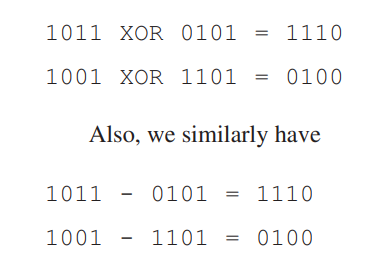 1011 XOR 0101 = 1110
1001 XOR 1101 = 0100
Also, we similarly have
1011 - 0101 = 1110
1001 - 1101 = 0100